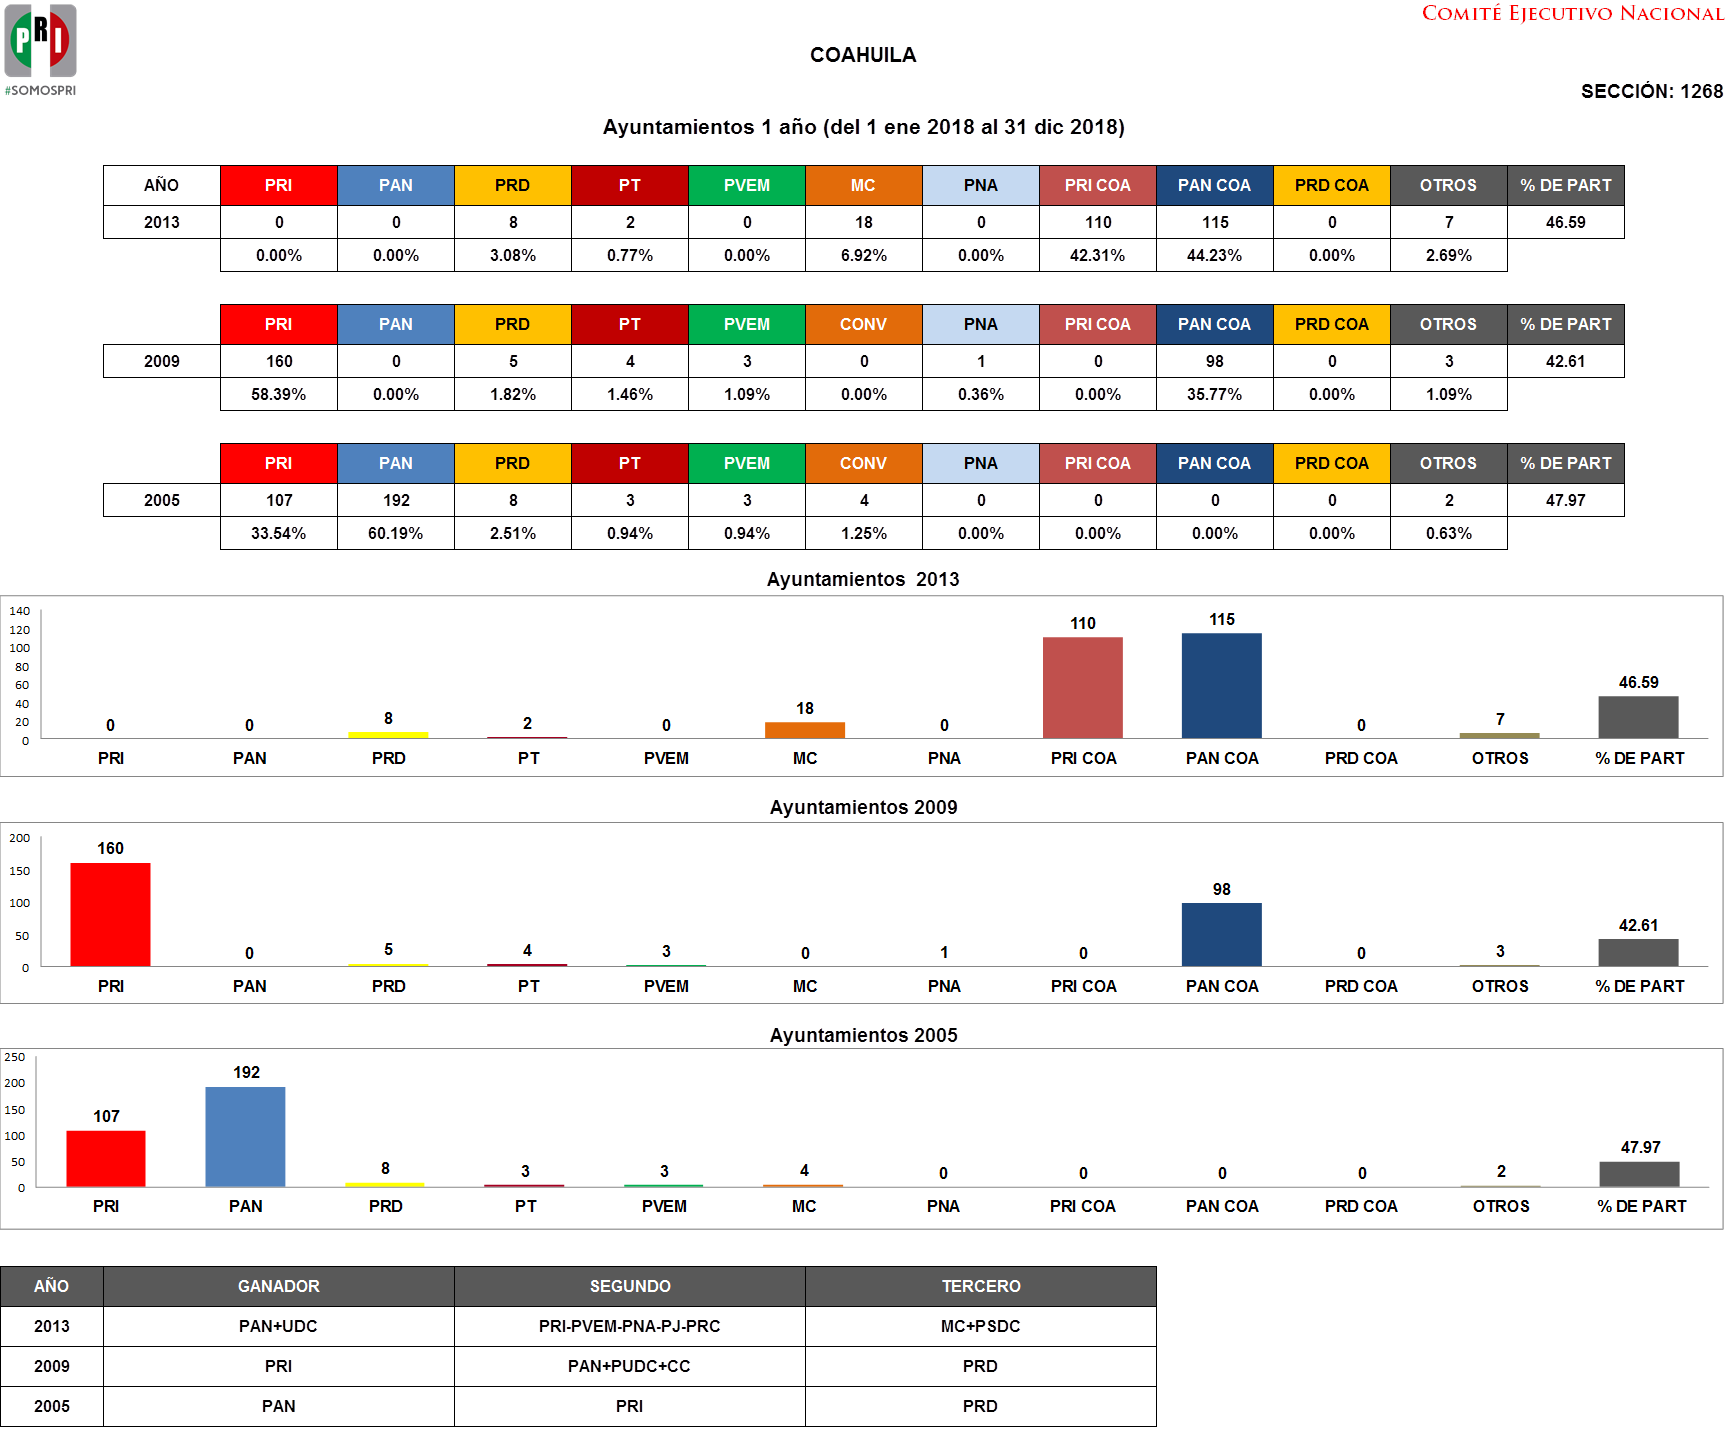 COMITÉ EJECUTIVO NACIONAL
PRI
#SOMOSPRI
COAHUILA
SECCIÓN: 1268
Ayuntamientos 1 año (del 1 ene 2018 al 31 dic 2018)
AÑO PRI PAN PRD PT PVEM MC PNA PRI COA PAN COA PRD COA OTROS % DE PART
2013 0 0 8 2 0 18 0 110 115 0 7 46.59
0.00% 0.00% 3.08% 0.77% 0.00% 6.92% 0.00% 42.31% 44.23% 0.00% 2.69%
PRI PAN PRD PT PVEM CONV PNA PRI COA PAN COA PRD COA OTROS % DE PART
2009 160 0 5 4 3 0 1 0 98 0 3 42.61
58.39% 0.00% 1.82% 1.46% 1.09% 0.00% 0.36% 0.00% 35.77% 0.00% 1.09%
PRI PAN PRD PT PVEM CONV PNA PRI COA PAN COA PRD COA OTROS % DE PART
2005 107 192 8 3 3 4 0 0 0 0 2 47.97
33.54% 60.19% 2.51% 0.94% 0.94% 1.25% 0.00% 0.00% 0.00% 0.00% 0.63%
Ayuntamientos 2013
140
120
100
80
60
40
20
0
0 0 8 2 0 18 0 110 115 0 7 46.59
PRI PAN PRD PT PVEM MC PNA PRI COA PAN COA PRD COA OTROS % DE PART
Ayuntamientos 2009
200
150
100
50
0
160 0 5 4 3 0 1 0 98 0 3 42.61
PRI PAN PRD PT PVEM MC PNA PRI COA PAN COA PRD COA OTROS % DE PART
Ayuntamientos 2005
250
200
150
100
50
0
107 192 8 3 3 4 0 0 0 0 2 47.97
PRI PAN PRD PT PVEM MC PNA PRI COA PAN COA PRD COA OTROS % DE PART
AÑO GANADOR SEGUNDO TERCERO
2013 PAN+UDC PRI-PVEM-PNA-PJ-PRC MC+PSDC
2009 PRI PAN+PUDC+CC PRD
2005 PAN PRI PRD